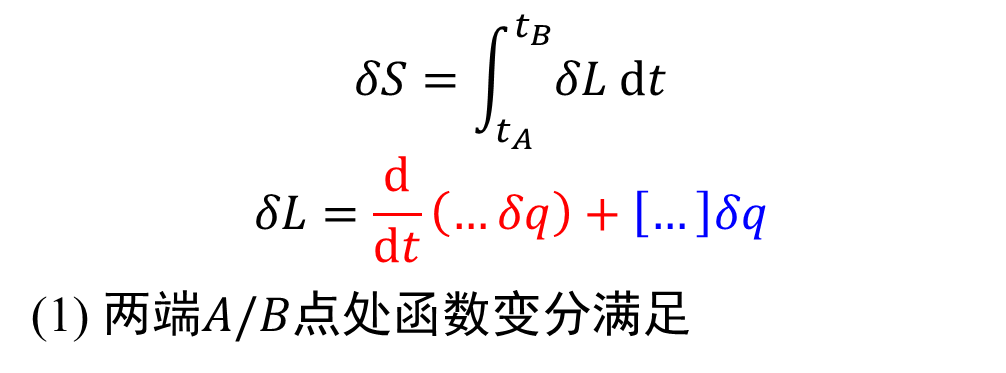 δS = ∫_{t_A}^{t_B} δL dt
δL = d/dt (… δq) + […]δq
(1) 两端A/B点处函数变分满足